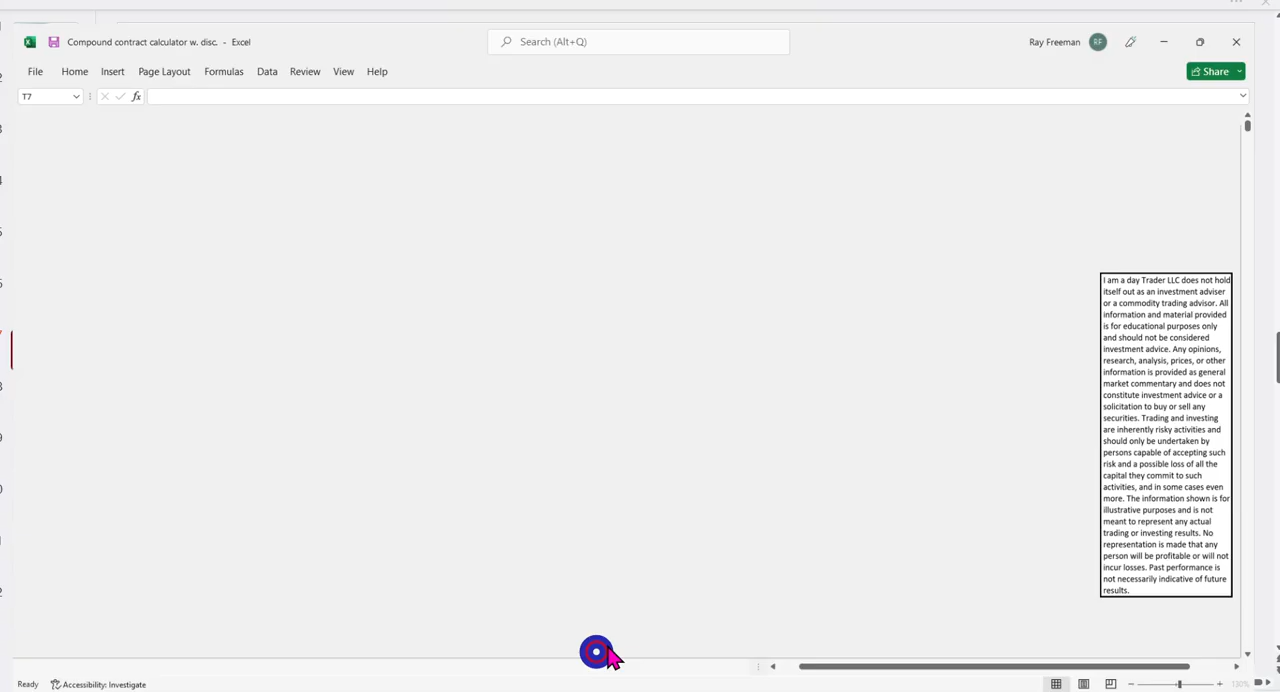 Compound contract calculator w. disc. - Excel
Search (Alt+Q)
Ray Freeman
RF
File Home Insert Page Layout Formulas Data Review View Help
Share
T7
fx
I am a day Trader LLC does not hold
itself out as an investment adviser
or a commodity trading advisor. All
information and material provided
is for educational purposes only
and should not be considered
investment advice. Any opinions,
research, analysis, prices, or other
information is provided as general
market commentary and does not
constitute investment advice or a
solicitation to buy or sell any
securities. Trading and investing
are inherently risky activities and
should only be undertaken by
persons capable of accepting such
risk and a possible loss of all the
capital they commit to such
activities, and in some cases even
more. The information shown is for
illustrative purposes and is not
meant to represent any actual
trading or investing results. No
representation is made that any
person will be profitable or will not
incur losses. Past performance is
not necessarily indicative of future
results.
Ready
Accessibility: Investigate
130%